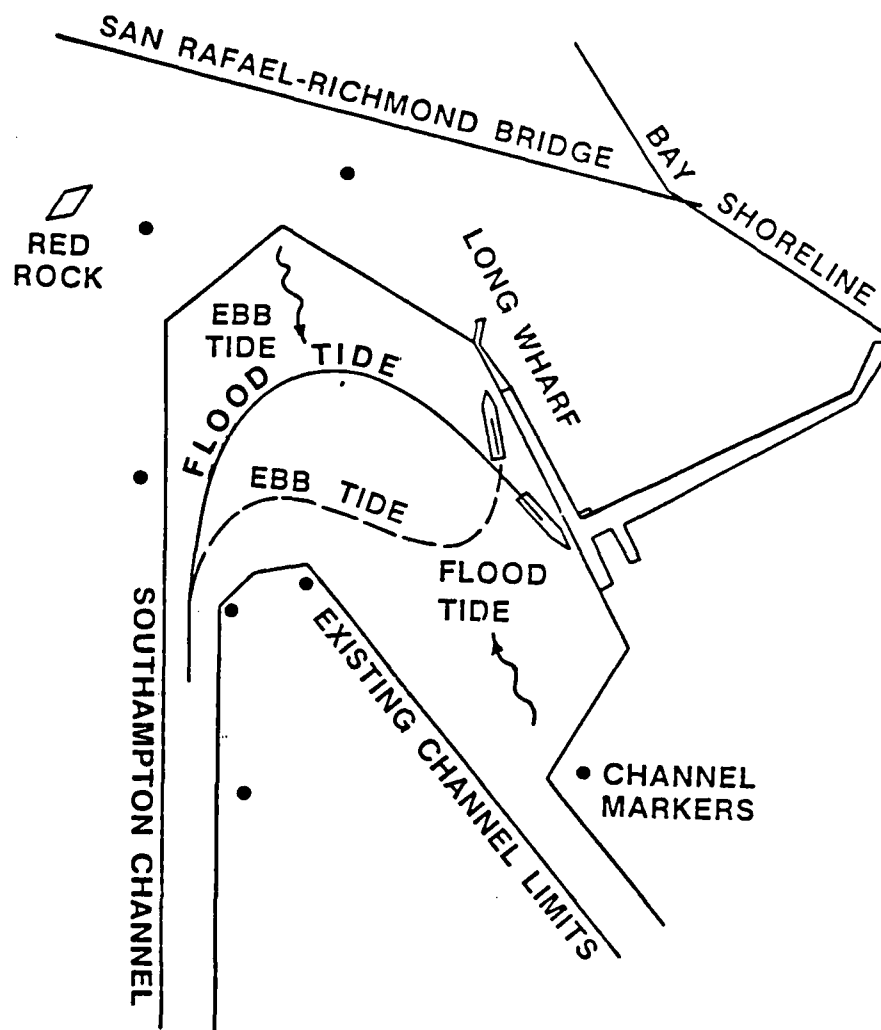 SAN RAFAEL-RICHMOND BRIDGE
BAY SHORELINE
RED
ROCK
LONG WHARF
EBB
TIDE
FLOOD TIDE
EBB TIDE
FLOOD
TIDE
SOUTHAMPTON CHANNEL
EXISTING CHANNEL LIMITS
CHANNEL
MARKERS